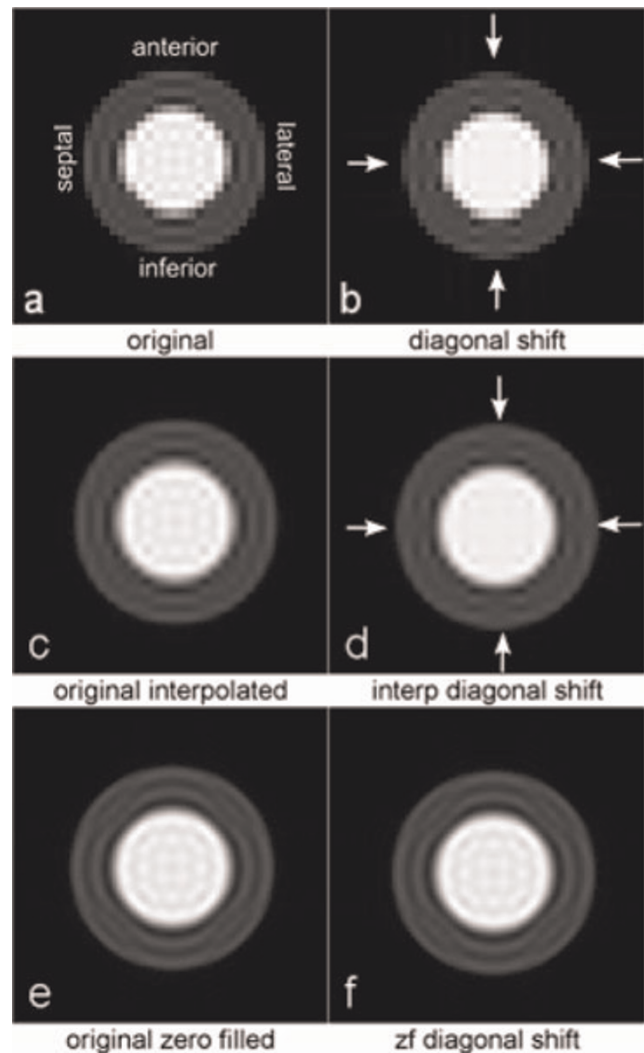 anterior
septal
lateral
inferior
a
b
original
diagonal shift
c
d
original interpolated
interp diagonal shift
e
f
original zero filled
zf diagonal shift